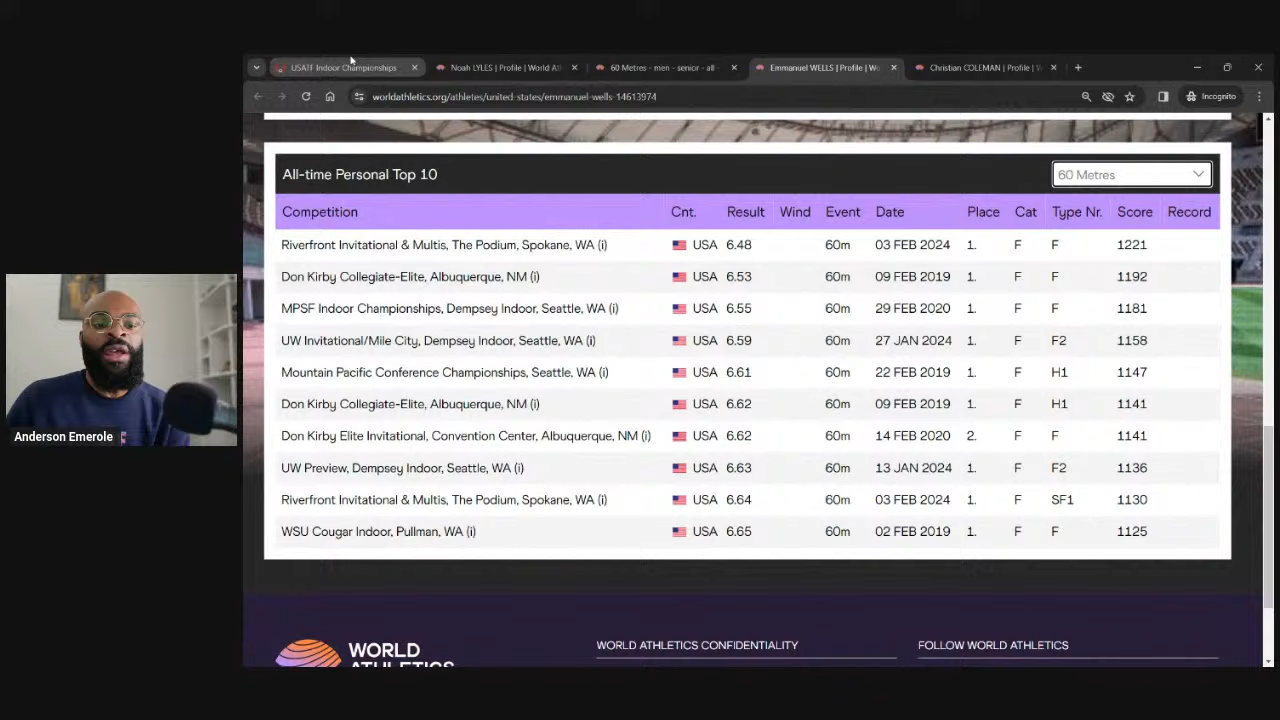 USATF Indoor Championships
Noah LYLES | Profile | World At
60 Metres - men - senior - all -
Emmanuel WELLS | Profile | Wo
Christian COLEMAN | Profile | W
worldathletics.org/athletes/united-states/emmanuel-wells-14613974
Incognito
All-time Personal Top 10
60 Metres
Competition Cnt. Result Wind Event Date Place Cat Type Nr. Score Record
Riverfront Invitational & Multis, The Podium, Spokane, WA (i) USA 6.48 60m 03 FEB 2024 1. F F 1221
Don Kirby Collegiate-Elite, Albuquerque, NM (i) USA 6.53 60m 09 FEB 2019 1. F F 1192
MPSF Indoor Championships, Dempsey Indoor, Seattle, WA (i) USA 6.55 60m 29 FEB 2020 1. F F 1181
UW Invitational/Mile City, Dempsey Indoor, Seattle, WA (i) USA 6.59 60m 27 JAN 2024 1. F F2 1158
Mountain Pacific Conference Championships, Seattle, WA (i) USA 6.61 60m 22 FEB 2019 1. F H1 1147
Don Kirby Collegiate-Elite, Albuquerque, NM (i) USA 6.62 60m 09 FEB 2019 1. F H1 1141
Don Kirby Elite Invitational, Convention Center, Albuquerque, NM (i) USA 6.62 60m 14 FEB 2020 2. F F 1141
UW Preview, Dempsey Indoor, Seattle, WA (i) USA 6.63 60m 13 JAN 2024 1. F F2 1136
Riverfront Invitational & Multis, The Podium, Spokane, WA (i) USA 6.64 60m 03 FEB 2024 1. F SF1 1130
WSU Cougar Indoor, Pullman, WA (i) USA 6.65 60m 02 FEB 2019 1. F F 1125
Anderson Emerole
WORLD
ATHLETICS
WORLD ATHLETICS CONFIDENTIALITY
FOLLOW WORLD ATHLETICS